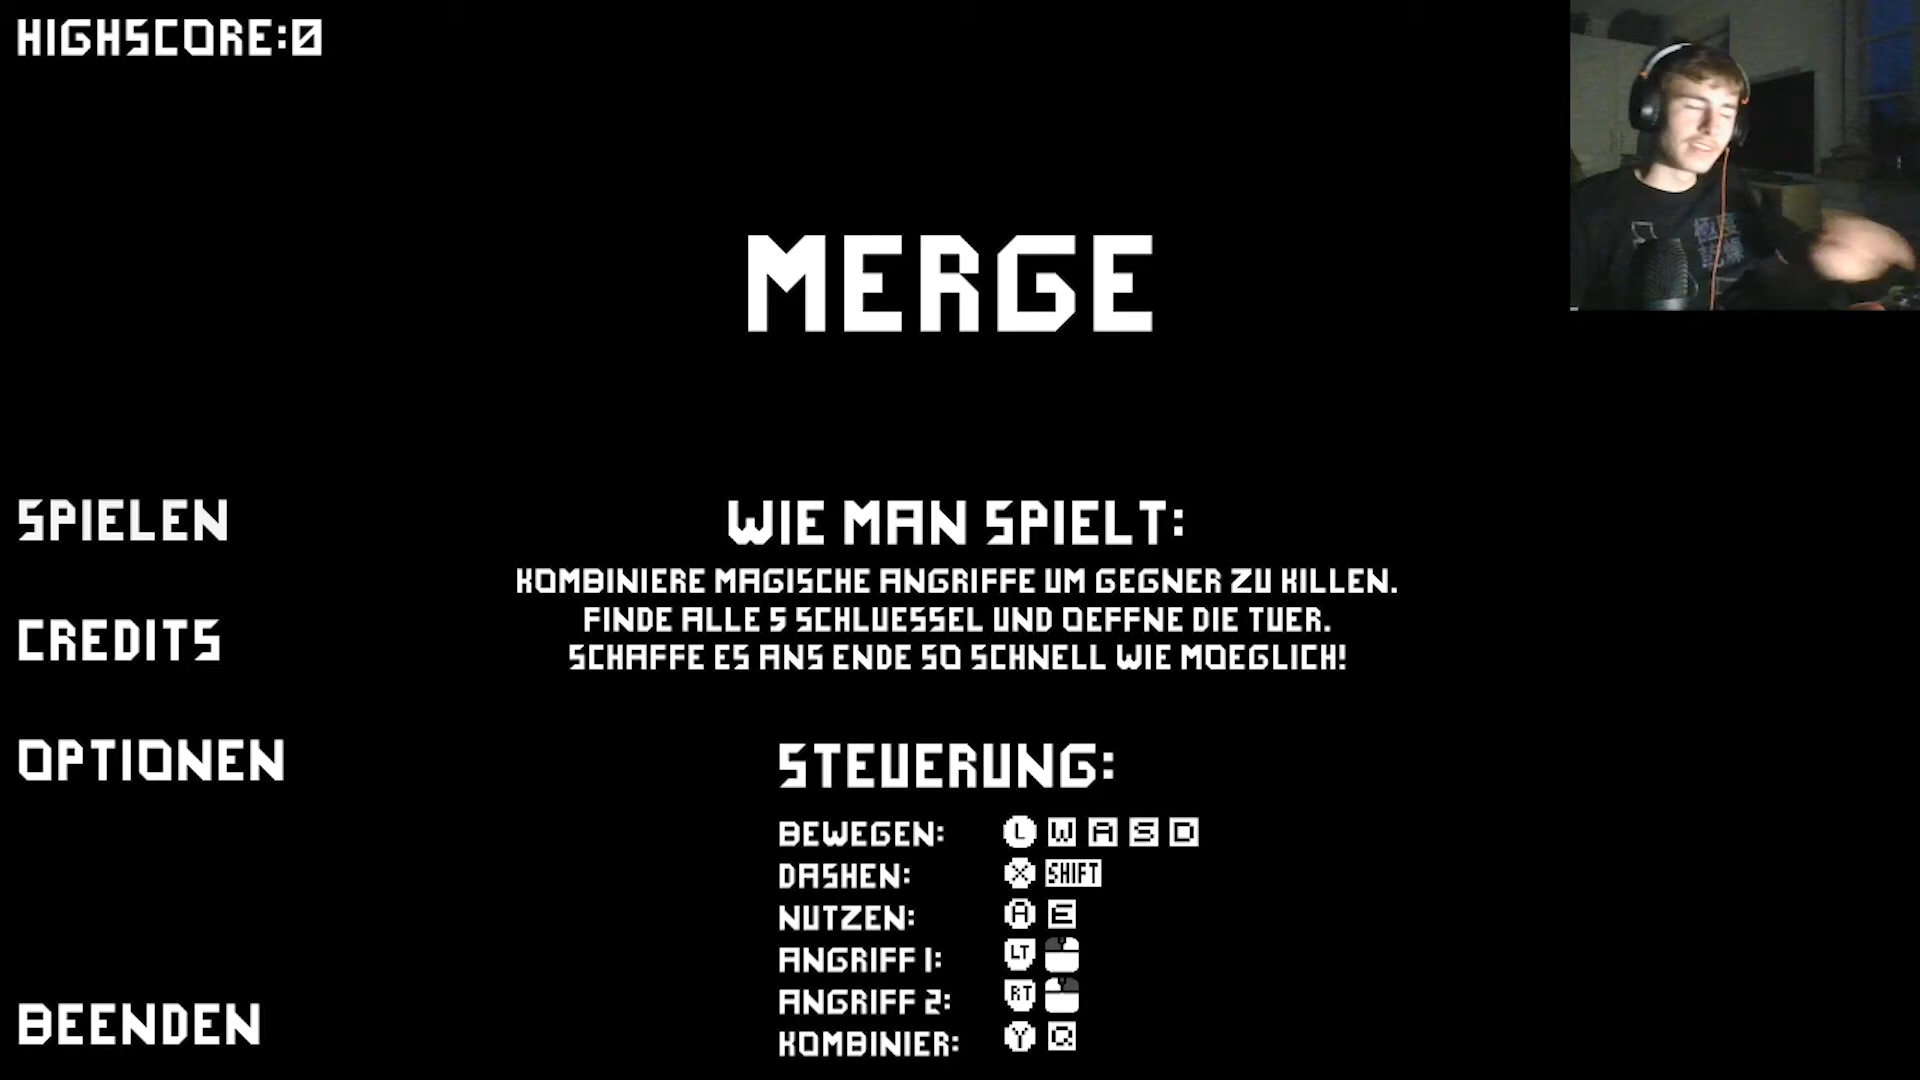 HIGHSCORE:0
MERGE
SPIELEN
CREDITS
OPTIONEN
BEENDEN
WIE MAN SPIELT:
KOMBINIERE MAGISCHE ANGRIFFE UM GEGNER ZU KILLEN.
FINDE ALLE 5 SCHLUESSEL UND OEFFNE DIE TUER.
SCHAFFE ES ANS ENDE SO SCHNELL WIE MOEGLICH!
STEUERUNG:
BEWEGEN: L W A S D
DASHEN: X SHIFT
NUTZEN: A E
ANGRIFF 1: LT
ANGRIFF 2: RT
KOMBINIER: Y Q